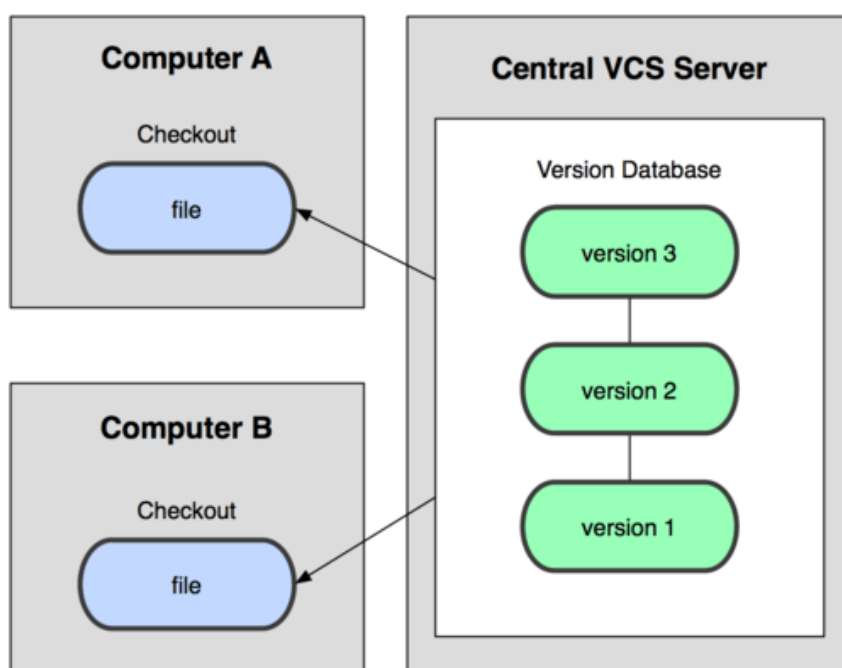 Computer A
Checkout
file
Computer B
Checkout
file
Central VCS Server
Version Database
version 3
version 2
version 1